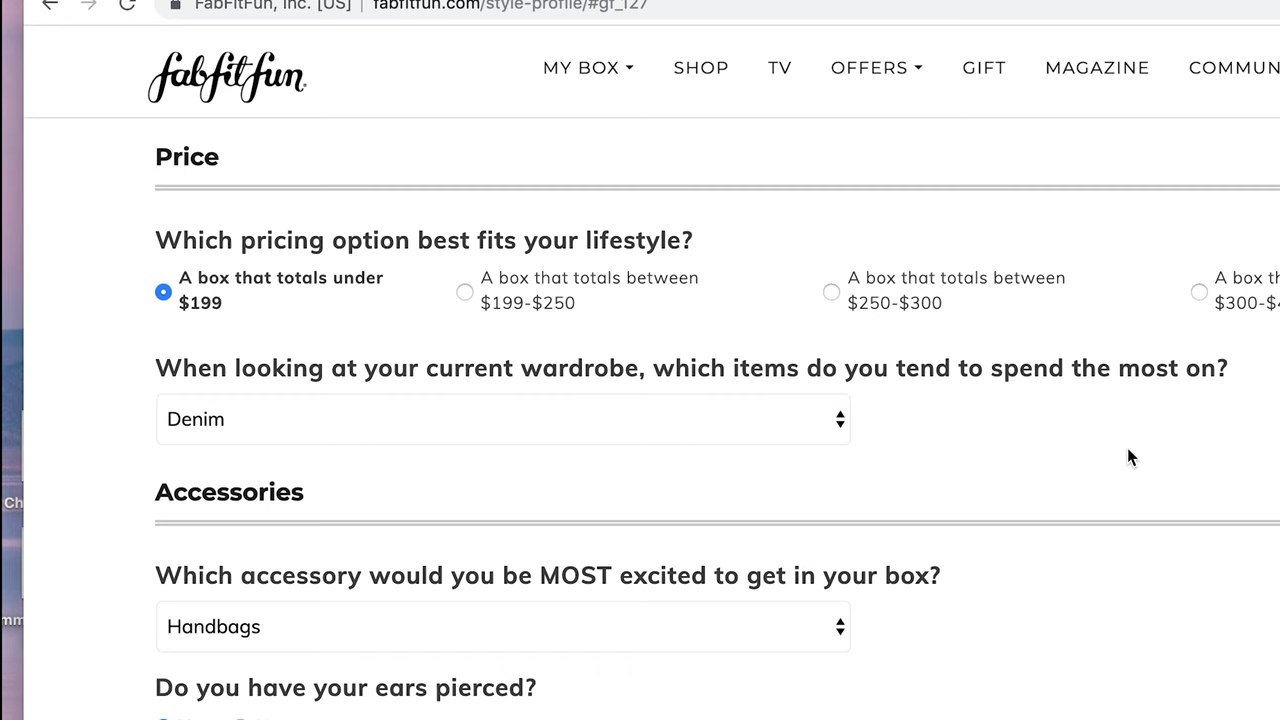 FabFitFun, Inc. [US] | fabfitfun.com/style-profile/#gf_127
fabfitfun
MY BOX SHOP TV OFFERS GIFT MAGAZINE COMMUN
Price
Which pricing option best fits your lifestyle?
A box that totals under
$199
A box that totals between
$199-$250
A box that totals between
$250-$300
A box th
$300-$4
When looking at your current wardrobe, which items do you tend to spend the most on?
Denim
Accessories
Ch
Which accessory would you be MOST excited to get in your box?
Handbags
mm
Do you have your ears pierced?